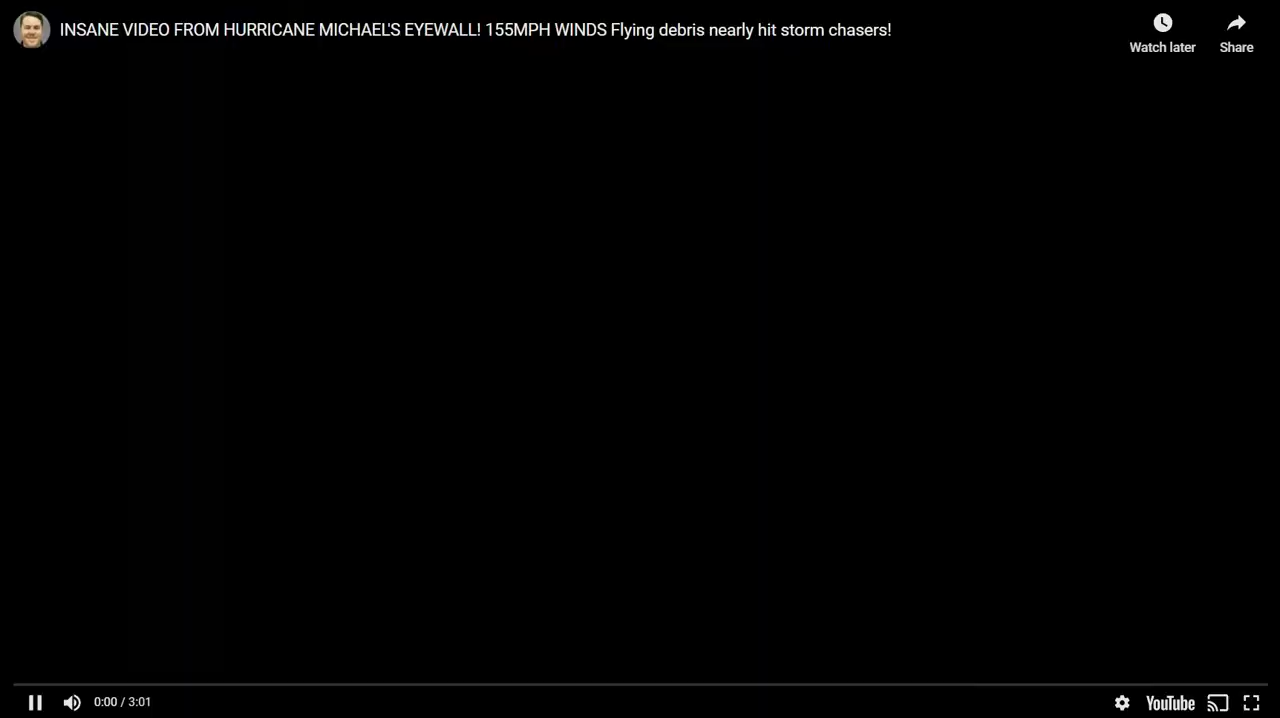 INSANE VIDEO FROM HURRICANE MICHAEL'S EYEWALL! 155MPH WINDS Flying debris nearly hit storm chasers!
Watch later
Share
0:00 / 3:01
YouTube